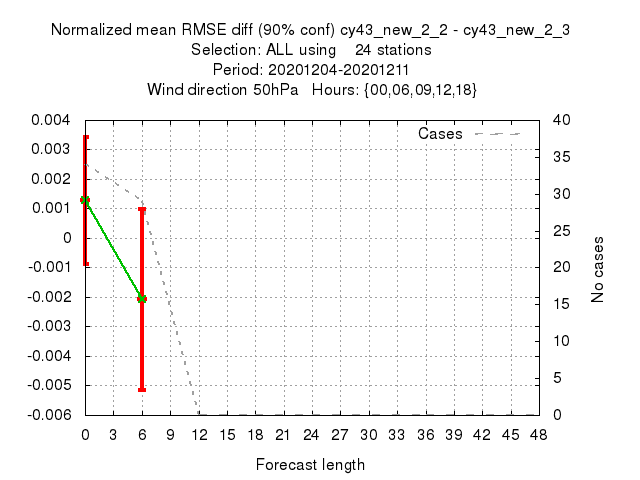 Normalized mean RMSE diff (90% conf) cy43_new_2_2 - cy43_new_2_3
Selection: ALL using 24 stations
Period: 20201204-20201211
Wind direction 50hPa Hours: {00,06,09,12,18}
Cases
0.004
0.003
0.002
0.001
0
-0.001
-0.002
-0.003
-0.004
-0.005
-0.006
40
35
30
25
20
15
10
5
0
No cases
0 3 6 9 12 15 18 21 24 27 30 33 36 39 42 45 48
Forecast length